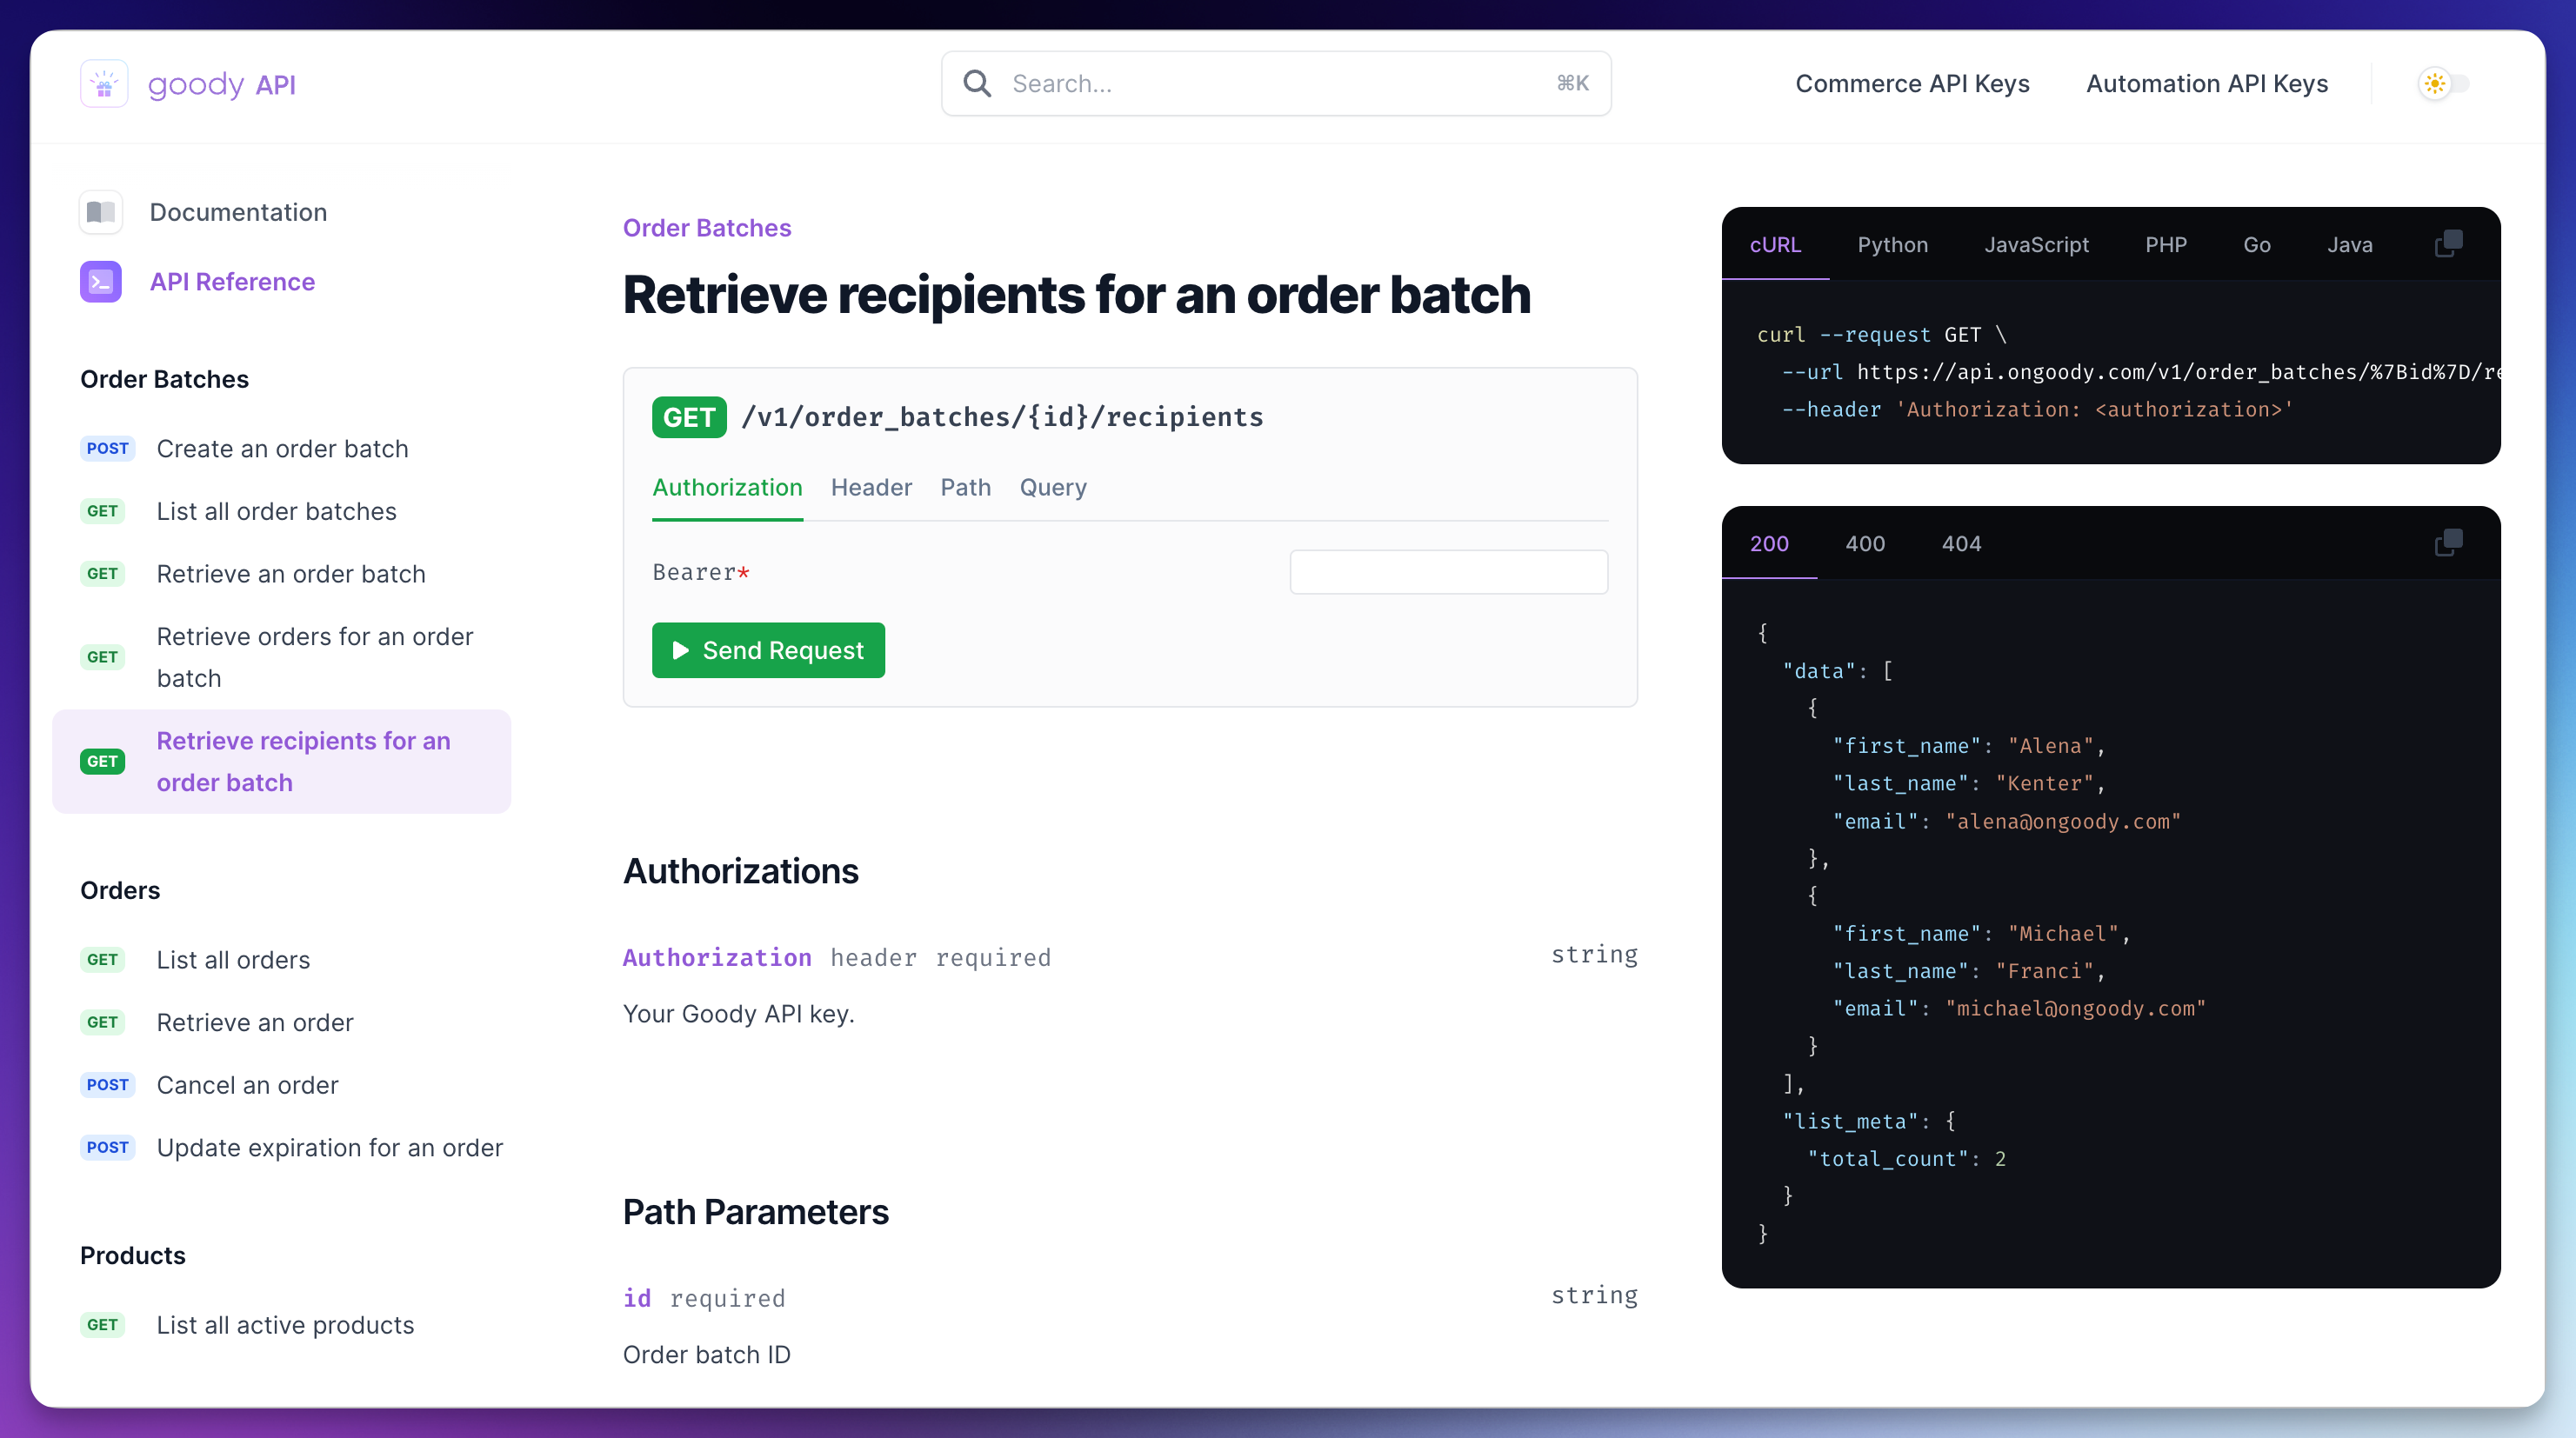 goody API
Search...
⌘K
Commerce API Keys
Automation API Keys
Documentation
API Reference
Order Batches
POST Create an order batch
GET List all order batches
GET Retrieve an order batch
GET Retrieve orders for an order
batch
GET Retrieve recipients for an
order batch
Orders
GET List all orders
GET Retrieve an order
POST Cancel an order
POST Update expiration for an order
Products
GET List all active products
Order Batches
Retrieve recipients for an order batch
GET /v1/order_batches/{id}/recipients
Authorization Header Path Query
Bearer*
Send Request
Authorizations
Authorization header required string
Your Goody API key.
Path Parameters
id required string
Order batch ID
cURL Python JavaScript PHP Go Java
curl --request GET \
--url https://api.ongoody.com/v1/order_batches/%7Bid%7D/re
--header 'Authorization: <authorization>'
200 400 404
{
"data": [
{
"first_name": "Alena",
"last_name": "Kenter",
"email": "alena@ongoody.com"
},
{
"first_name": "Michael",
"last_name": "Franci",
"email": "michael@ongoody.com"
}
],
"list_meta": {
"total_count": 2
}
}